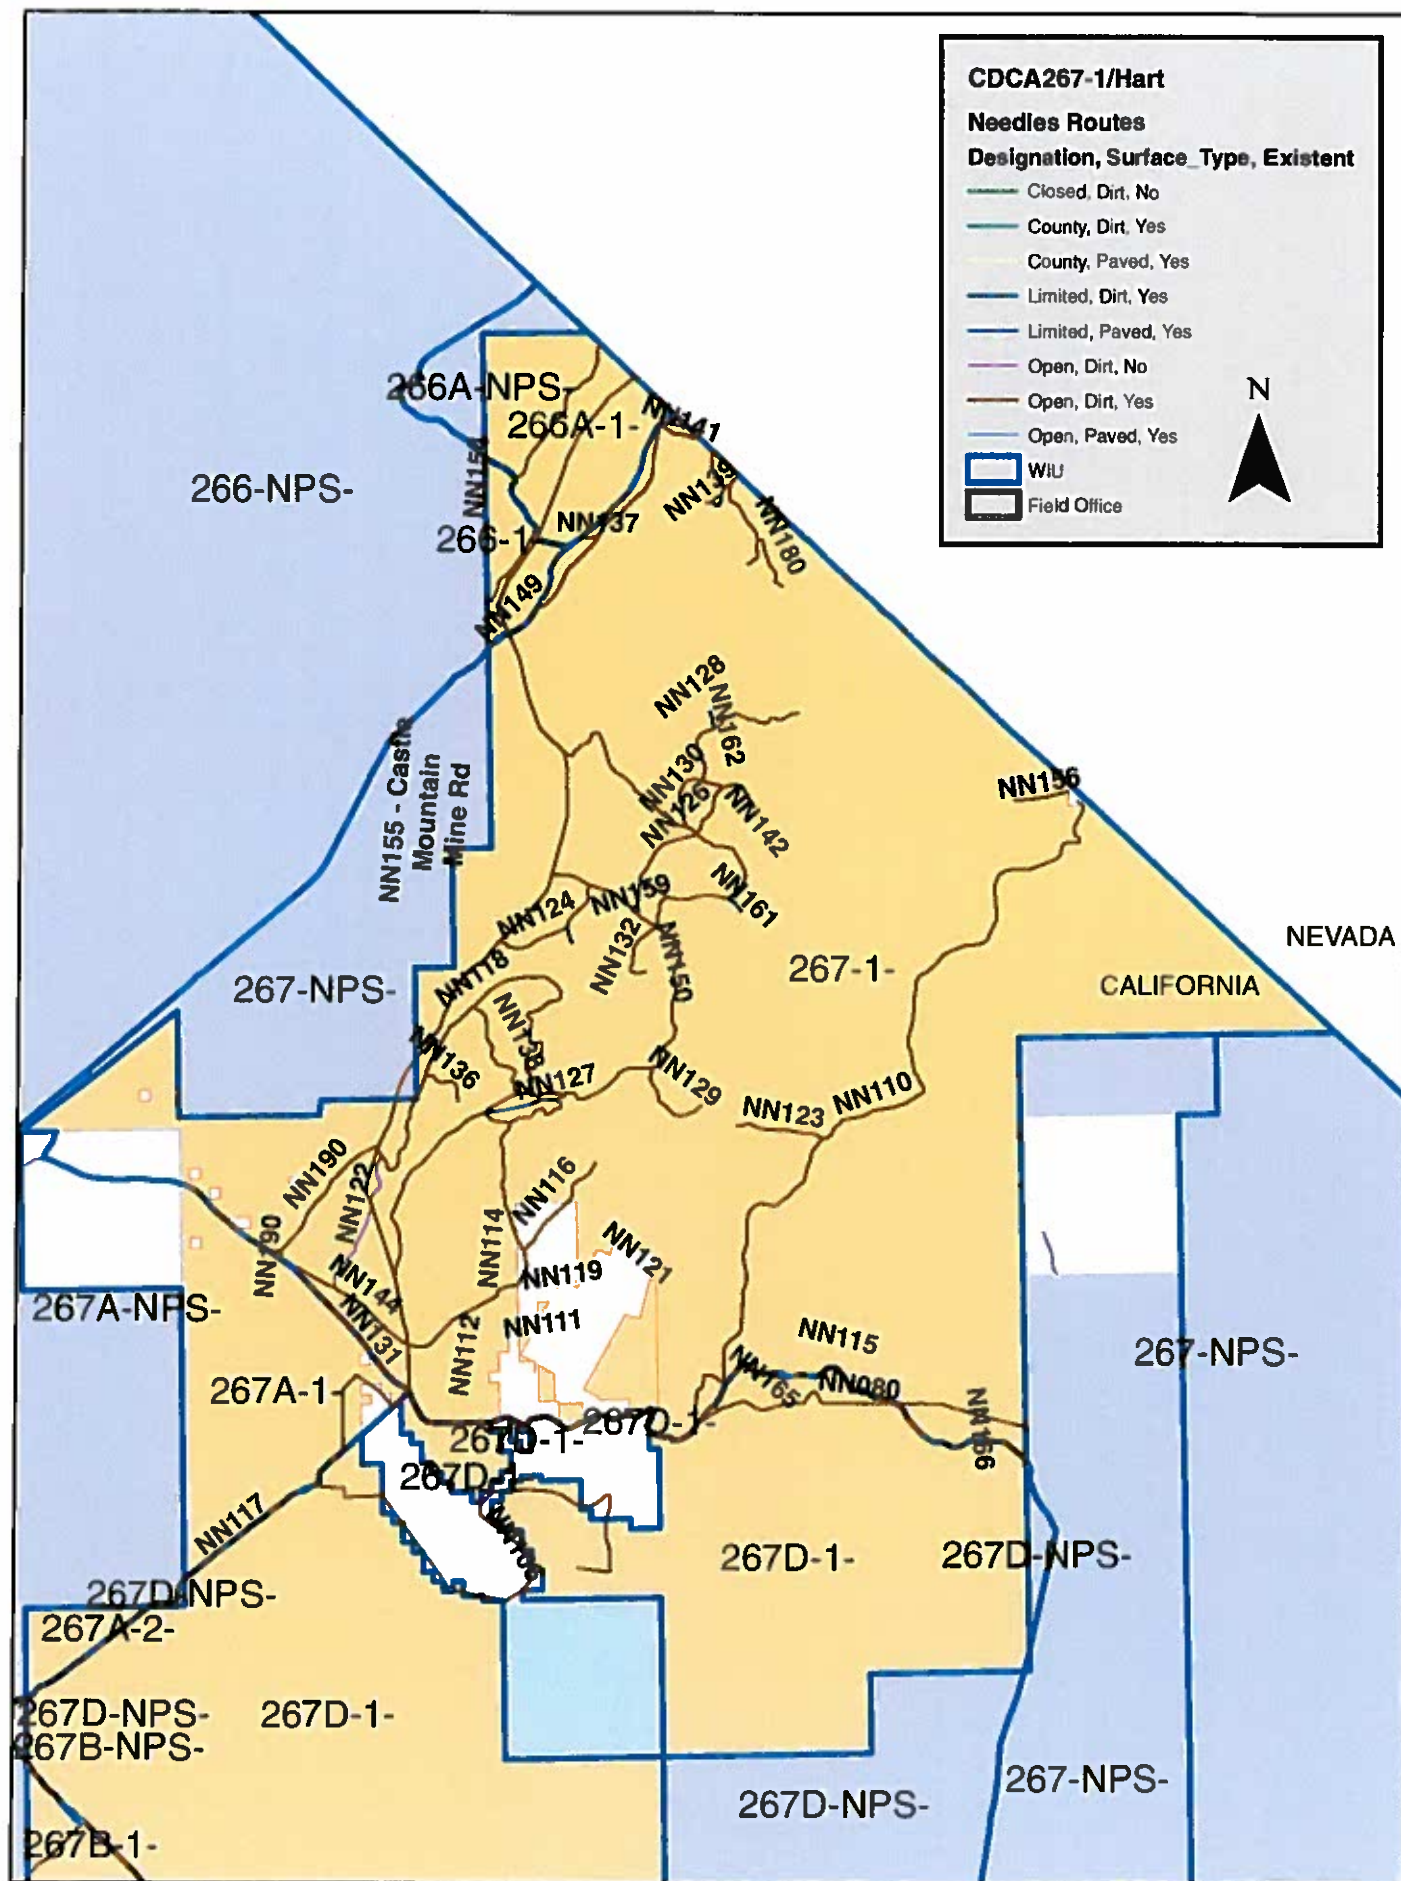 CDCA267-1/Hart
Needles Routes
Designation, Surface_Type, Existent
Closed, Dirt, No
County, Dirt, Yes
County, Paved, Yes
Limited, Dirt, Yes
Limited, Paved, Yes
Open, Dirt, No
Open, Dirt, Yes
Open, Paved, Yes
WIU
Field Office
N
266A-NPS-
266A-1-
NN141
NN154
266-NPS-
NN139
NN137
266-1-
NN180
NN149
NN128
NN162
NN155 - Castle
Mountain
Mine Rd
NN130
NN126
NN142
NN156
NN159
NN161
NN124
NN132
NN150
NEVADA
267-1-
CALIFORNIA
267-NPS-
NN118
NN138
NN136
NN127
NN129
NN123
NN110
NN190
NN122
NN116
NN114
NN190
NN121
NN119
NN144
267A-NPS-
NN131
NN111
NN112
NN115
267-NPS-
NN165
NN080
267A-1-
NN166
267D-1-
267D-1-
267D-1-
NN117
267D-1-
267D-NPS-
267D-NPS-
267A-2-
267D-NPS-
267D-1-
267B-NPS-
267-NPS-
267D-NPS-
267B-1-